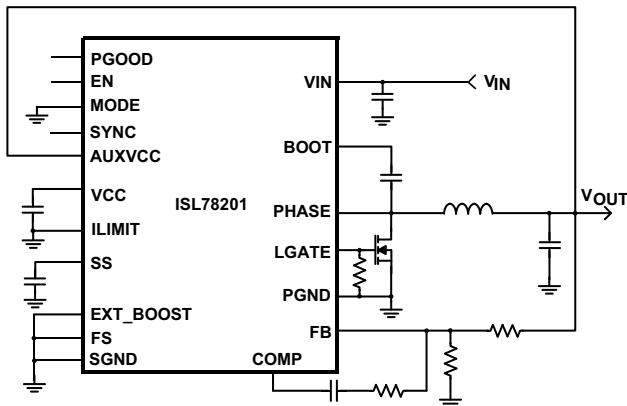 PGOOD
EN
MODE
SYNC
AUXVCC
VCC
ILIMIT
SS
EXT_BOOST
FS
SGND
ISL78201
VIN
BOOT
PHASE
LGATE
PGND
FB
COMP
VIN
VOUT